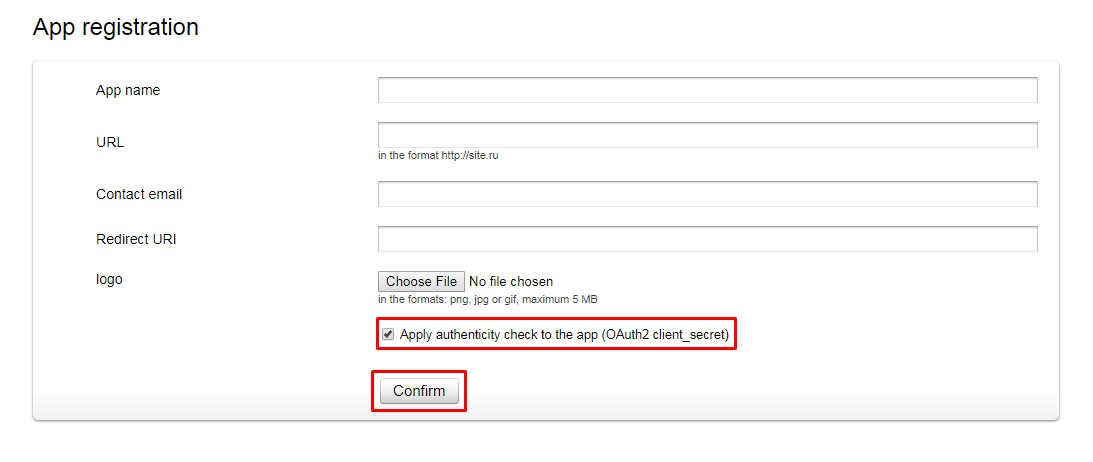 App registration
App name
URL
in the format http://site.ru
Contact email
Redirect URI
logo
Choose File No file chosen
in the formats: png, jpg or gif, maximum 5 MB
Apply authenticity check to the app (OAuth2 client_secret)
Confirm